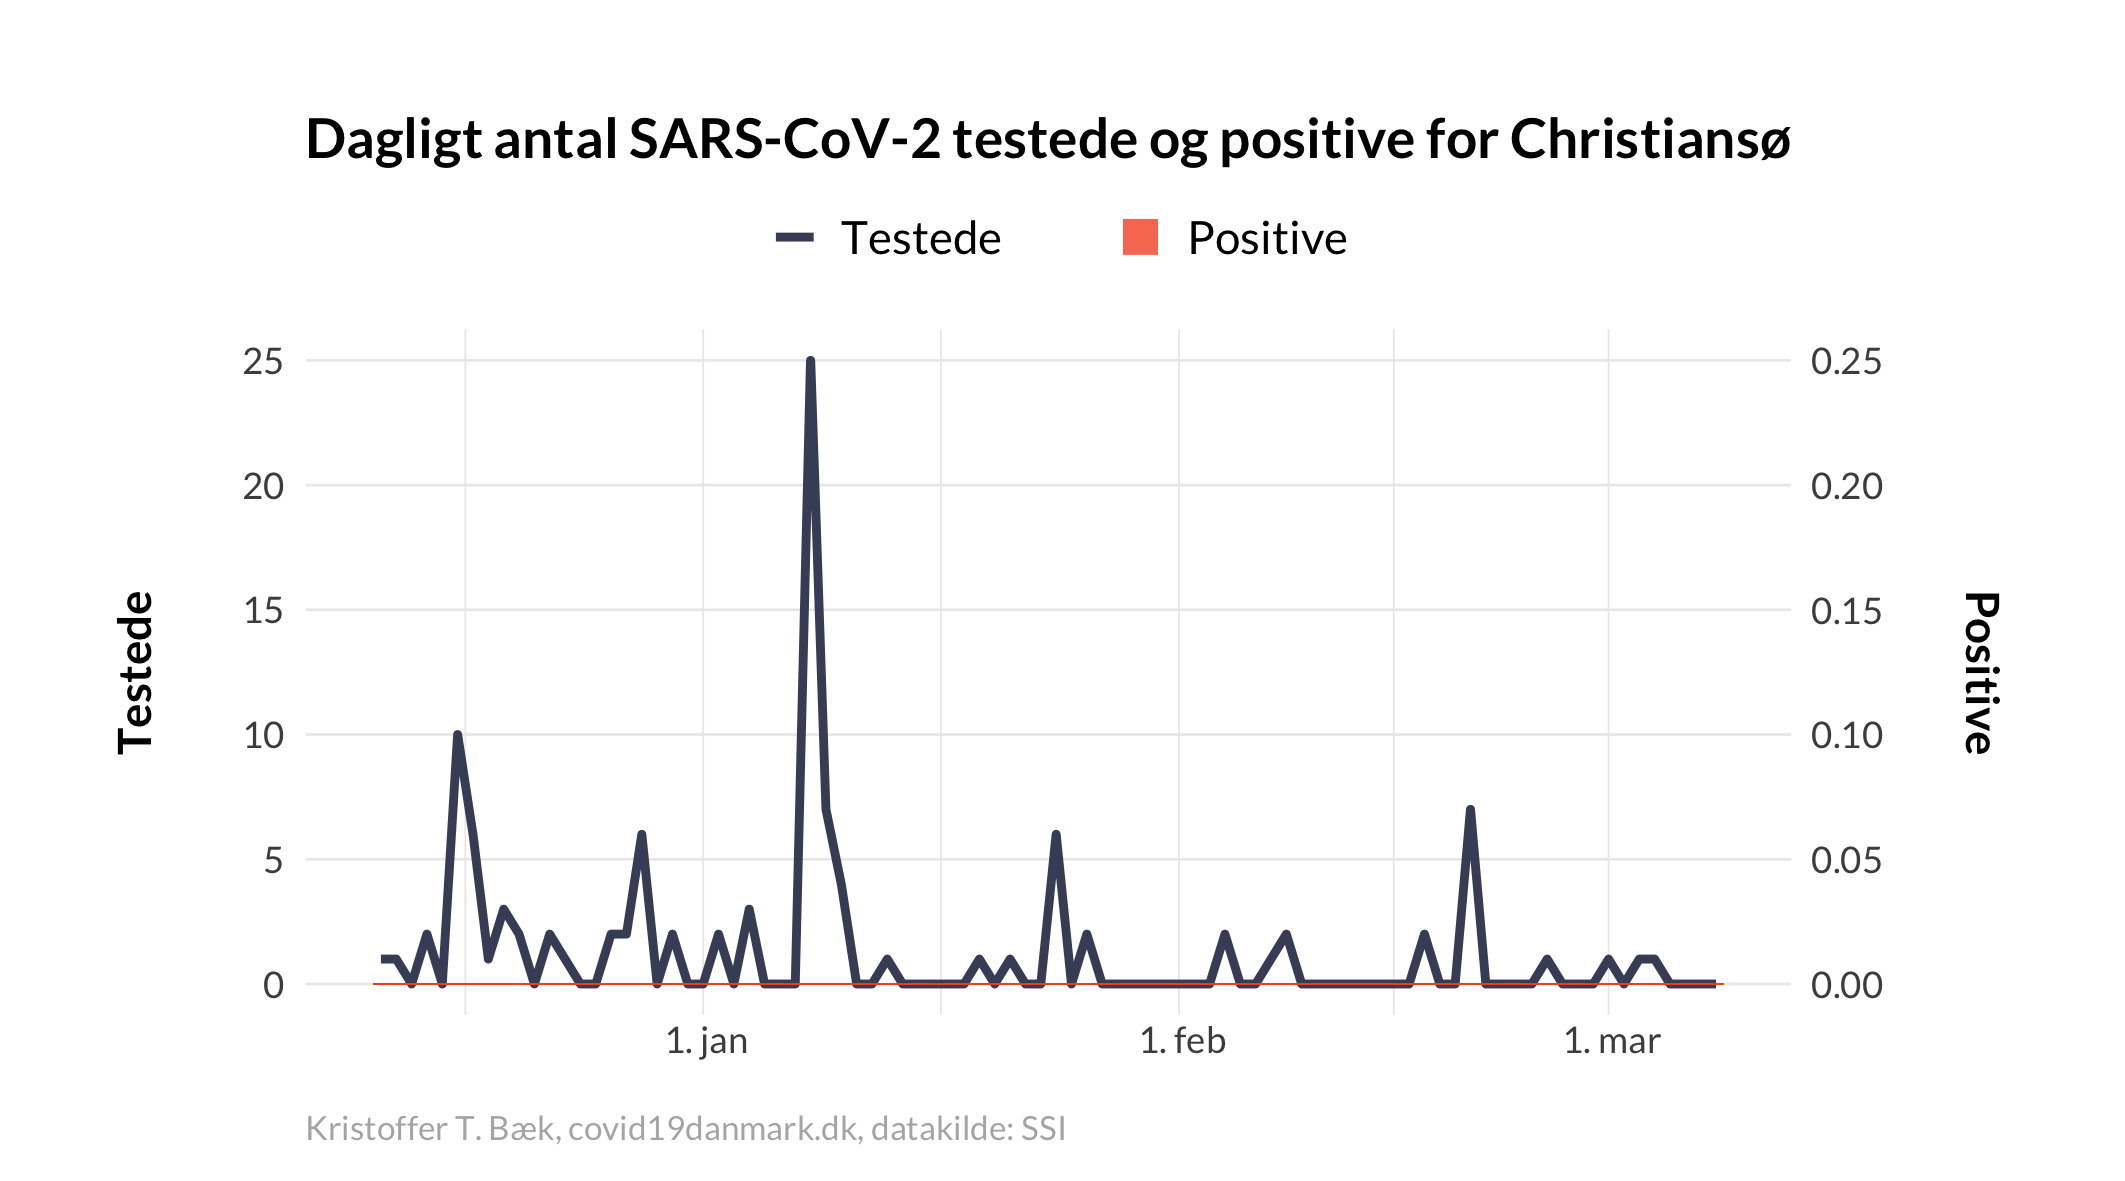 Dagligt antal SARS-CoV-2 testede og positive for Christiansø
Testede
Positive
25
20
15
10
5
0
Testede
0.25
0.20
0.15
0.10
0.05
0.00
Positive
1. jan
1. feb
1. mar
Kristoffer T. Bæk, covid19danmark.dk, datakilde: SSI